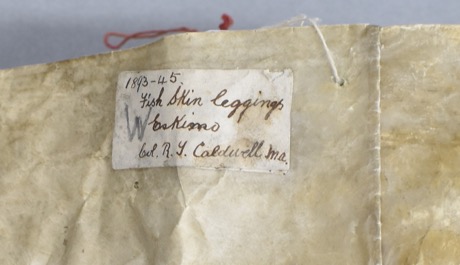 1893-45.
Fish Skin leggings
W Eskimo
Col. R. T. Caldwell. Ma.